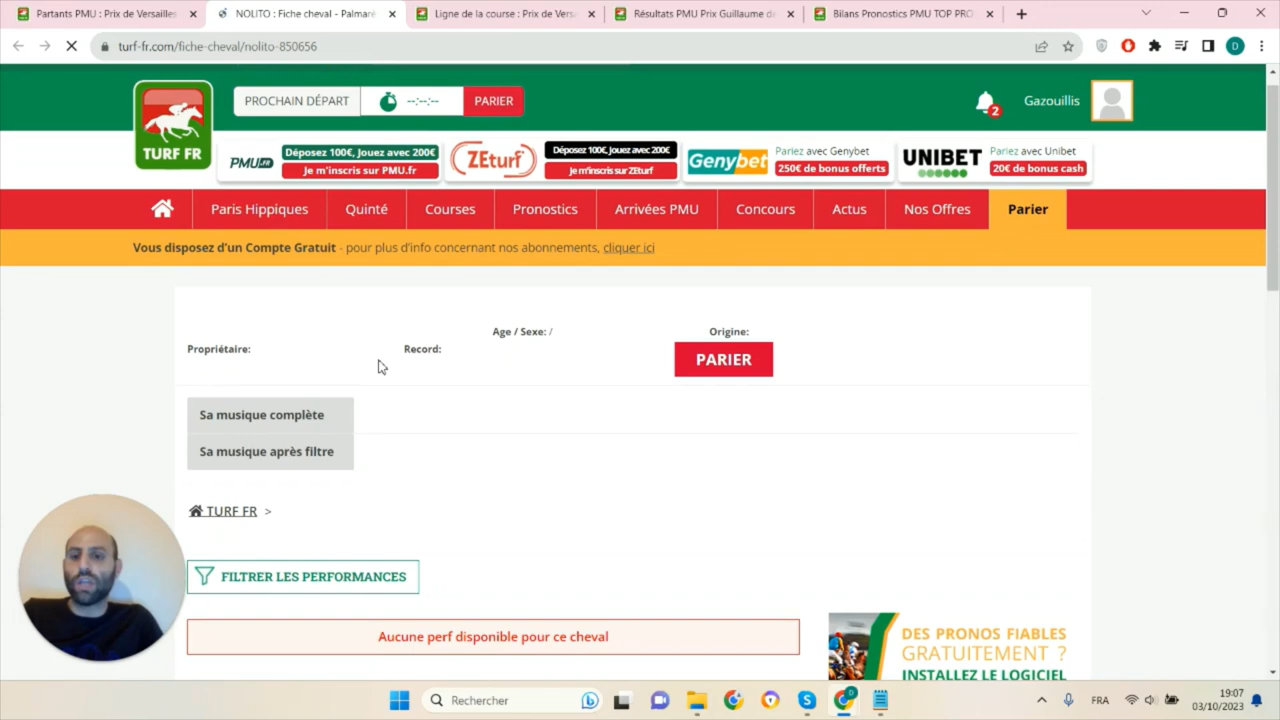 Partants PMU : Prix de Versailles
NOLITO : Fiche cheval - Palmaré
Ligne de la course : Prix de Versa
Résultats PMU Prix Guillaume de
Bilans Pronostics PMU TOP PRO
turf-fr.com/fiche-cheval/nolito-850656
D
TURF FR
PROCHAIN DÉPART
--:--:--
PARIER
2
Gazouillis
PMU.FR
Déposez 100€, Jouez avec 200€
Je m'inscris sur PMU.fr
ZEturf
Déposez 100€, Jouez avec 200€
Je m'inscris sur ZEturf
Genybet
Pariez avec Genybet
250€ de bonus offerts
UNIBET
Pariez avec Unibet
20€ de bonus cash
Paris Hippiques
Quinté
Courses
Pronostics
Arrivées PMU
Concours
Actus
Nos Offres
Parier
Vous disposez d'un Compte Gratuit - pour plus d'info concernant nos abonnements, cliquer ici
Age / Sexe: /
Origine:
Propriétaire:
Record:
PARIER
Sa musique complète
Sa musique après filtre
TURF FR >
FILTRER LES PERFORMANCES
Aucune perf disponible pour ce cheval
DES PRONOS FIABLES
GRATUITEMENT ?
INSTALLEZ LE LOGICIEL
Rechercher
FRA
19:07
03/10/2023